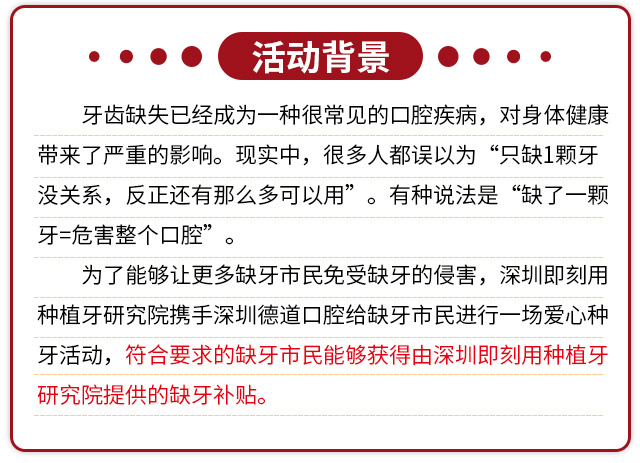 活动背景
牙齿缺失已经成为一种很常见的口腔疾病，对身体健康
带来了严重的影响。现实中，很多人都误以为“只缺1颗牙
没关系，反正还有那么多可以用”。有种说法是“缺了一颗
牙=危害整个口腔”。
为了能够让更多缺牙市民免受缺牙的侵害，深圳即刻用
种植牙研究院携手深圳德道口腔给缺牙市民进行一场爱心种
牙活动，符合要求的缺牙市民能够获得由深圳即刻用种植牙
研究院提供的缺牙补贴。